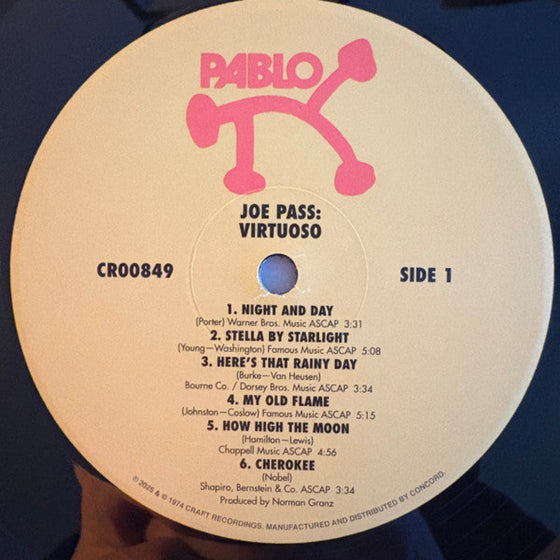 PABLO
JOE PASS:
VIRTUOSO
CR00849
SIDE 1
1. NIGHT AND DAY
(Porter) Warner Bros. Music ASCAP 3:31
2. STELLA BY STARLIGHT
(Young—Washington) Famous Music ASCAP 5:08
3. HERE'S THAT RAINY DAY
(Burke—Van Heusen)
Bourne Co. / Dorsey Bros. Music ASCAP 3:34
4. MY OLD FLAME
(Johnston—Coslow) Famous Music ASCAP 5:15
5. HOW HIGH THE MOON
(Hamilton—Lewis)
Chappell Music ASCAP 4:56
6. CHEROKEE
(Nobel)
Shapiro, Bernstein & Co. ASCAP 3:34
Produced by Norman Granz
℗ 2025 & © 1974 CRAFT RECORDINGS. MANUFACTURED AND DISTRIBUTED BY CONCORD.